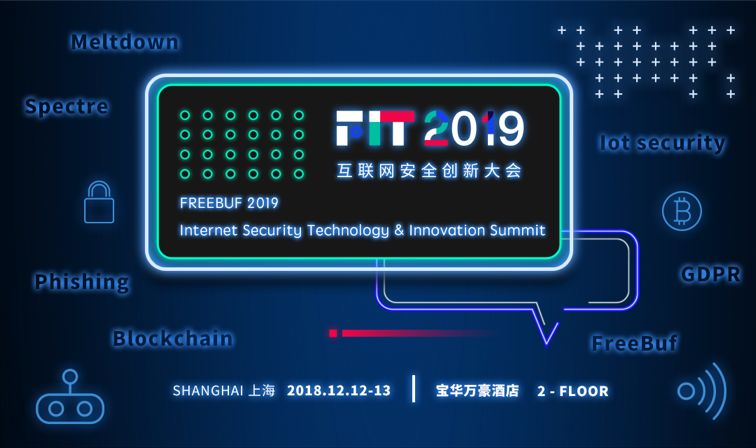 Meltdown
Spectre
FIT 2019
互联网安全创新大会
Iot security
FREEBUF 2019
Internet Security Technology & Innovation Summit
Phishing
GDPR
Blockchain
FreeBuf
SHANGHAI 上海 2018.12.12-13 宝华万豪酒店 2 - FLOOR